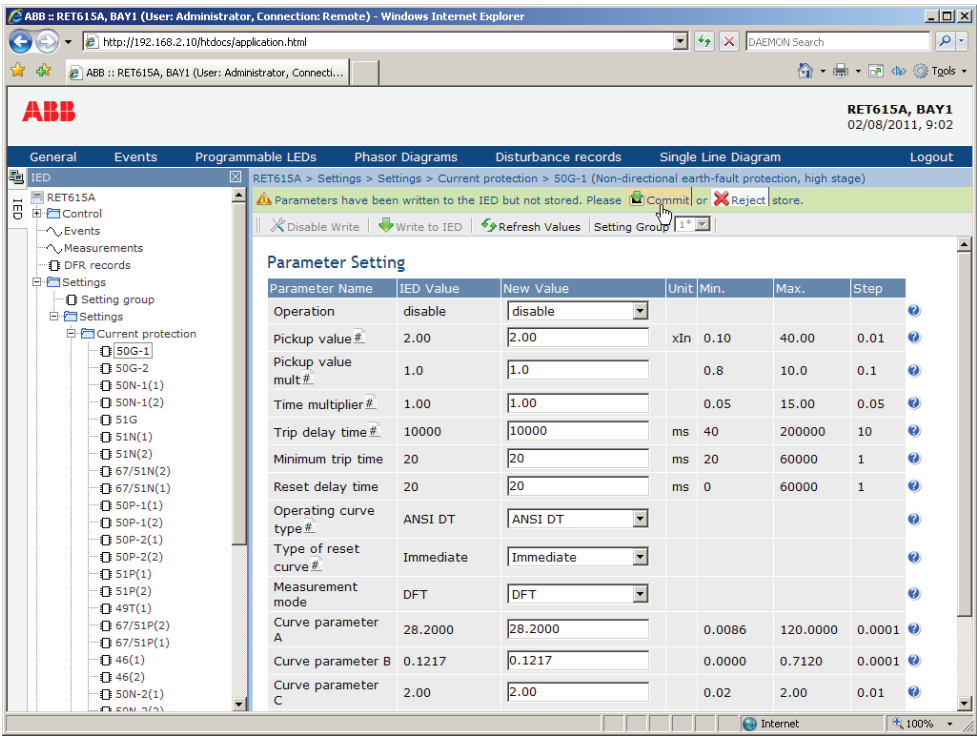 ABB :: RET615A, BAY1 (User: Administrator, Connection: Remote) - Windows Internet Explorer
http://192.168.2.10/htdocs/application.html
DAEMON Search
ABB :: RET615A, BAY1 (User: Administrator, Connecti...
Tools
ABB
RET615A, BAY1
02/08/2011, 9:02
General Events Programmable LEDs Phasor Diagrams Disturbance records Single Line Diagram Logout
IED
IED
RET615A
Control
Events
Measurements
DFR records
Settings
Setting group
Settings
Current protection
50G-1
50G-2
50N-1(1)
50N-1(2)
51G
51N(1)
51N(2)
67/51N(2)
67/51N(1)
50P-1(1)
50P-1(2)
50P-2(1)
50P-2(2)
51P(1)
51P(2)
49T(1)
67/51P(2)
67/51P(1)
46(1)
46(2)
50N-2(1)
50N-2(2)
RET615A > Settings > Settings > Current protection > 50G-1 (Non-directional earth-fault protection, high stage)
Parameters have been written to the IED but not stored. Please Commit or Reject store.
Disable Write Write to IED Refresh Values Setting Group 1*
Parameter Setting
Parameter Name IED Value New Value Unit Min. Max. Step
Operation disable disable
Pickup value # 2.00 2.00 xIn 0.10 40.00 0.01
Pickup value
mult # 1.0 1.0 0.8 10.0 0.1
Time multiplier # 1.00 1.00 0.05 15.00 0.05
Trip delay time # 10000 10000 ms 40 200000 10
Minimum trip time 20 20 ms 20 60000 1
Reset delay time 20 20 ms 0 60000 1
Operating curve
type # ANSI DT ANSI DT
Type of reset
curve # Immediate Immediate
Measurement
mode DFT DFT
Curve parameter
A 28.2000 28.2000 0.0086 120.0000 0.0001
Curve parameter B 0.1217 0.1217 0.0000 0.7120 0.0001
Curve parameter
C 2.00 2.00 0.02 2.00 0.01
Internet
100%